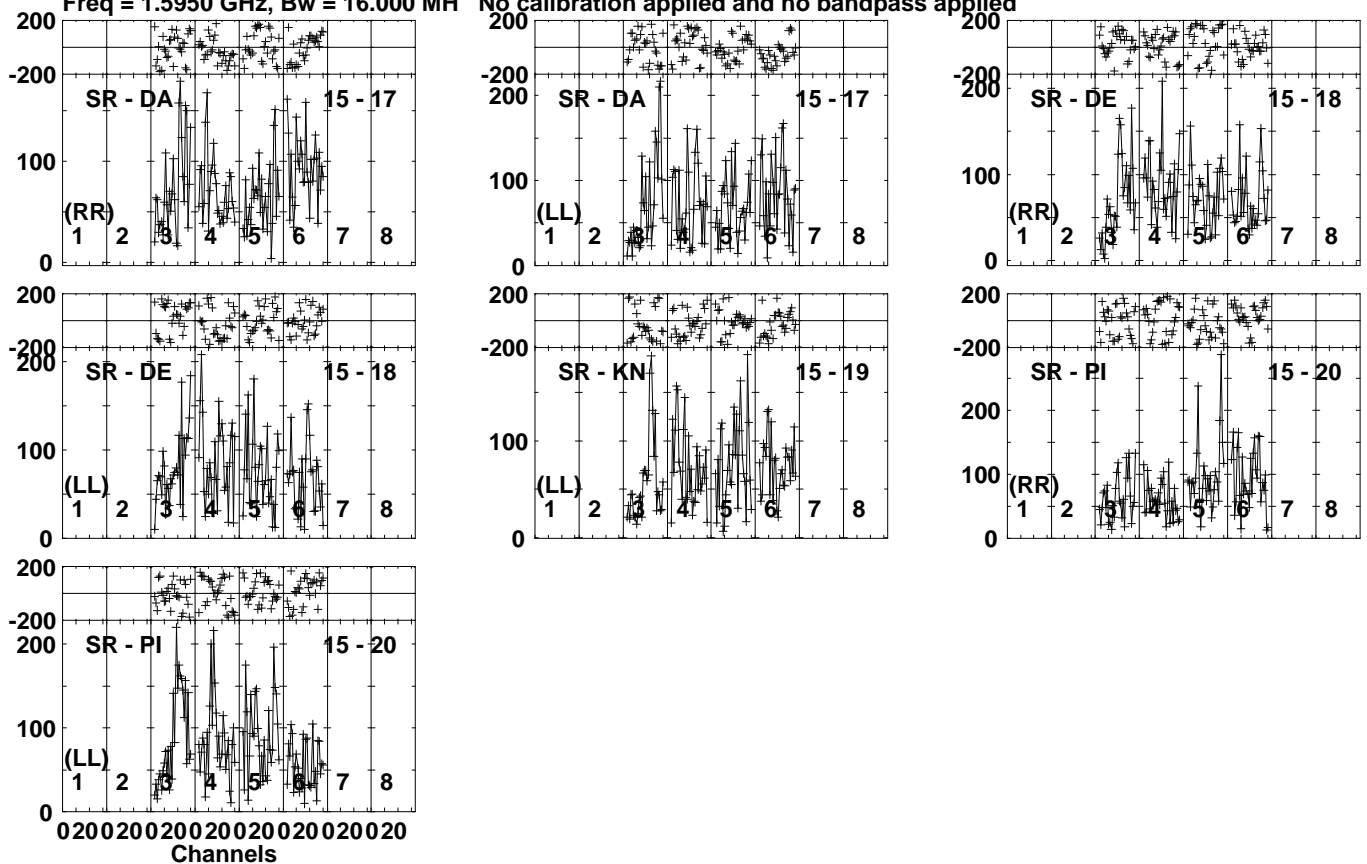 Freq = 1.5950 GHz, Bw = 16.000 MH No calibration applied and no bandpass applied
200
-200
SR - DA 15 - 17
100
(RR)
1 2 3 4 5 6 7 8
0
-200
200
SR - DA 15 - 17
100
(LL)
1 2 3 4 5 6 7 8
0
-200
200
SR - DE 15 - 18
100
(RR)
1 2 3 4 5 6 7 8
0
200
-200
200
SR - DE 15 - 18
100
(LL)
1 2 3 4 5 6 7 8
0
200
-200
SR - KN 15 - 19
100
(LL)
1 2 3 4 5 6 7 8
0
200
-200
SR - PI 15 - 20
200
100
(RR)
1 2 3 4 5 6 7 8
0
200
-200
200
SR - PI 15 - 20
100
(LL)
1 2 3 4 5 6 7 8
0
0 20 0 20 0 20 0 20 0 20 0 20 0 20 0 20
Channels